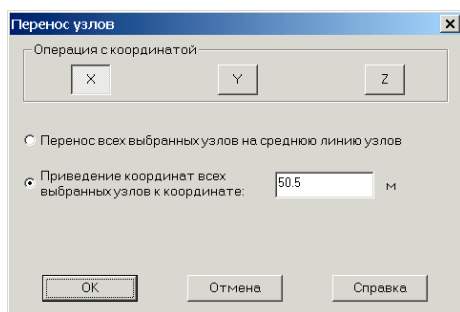 Перенос узлов
Операция с координатой
X Y Z
Перенос всех выбранных узлов на среднюю линию узлов
Приведение координат всех
выбранных узлов к координате:
50.5 м
OK Отмена Справка